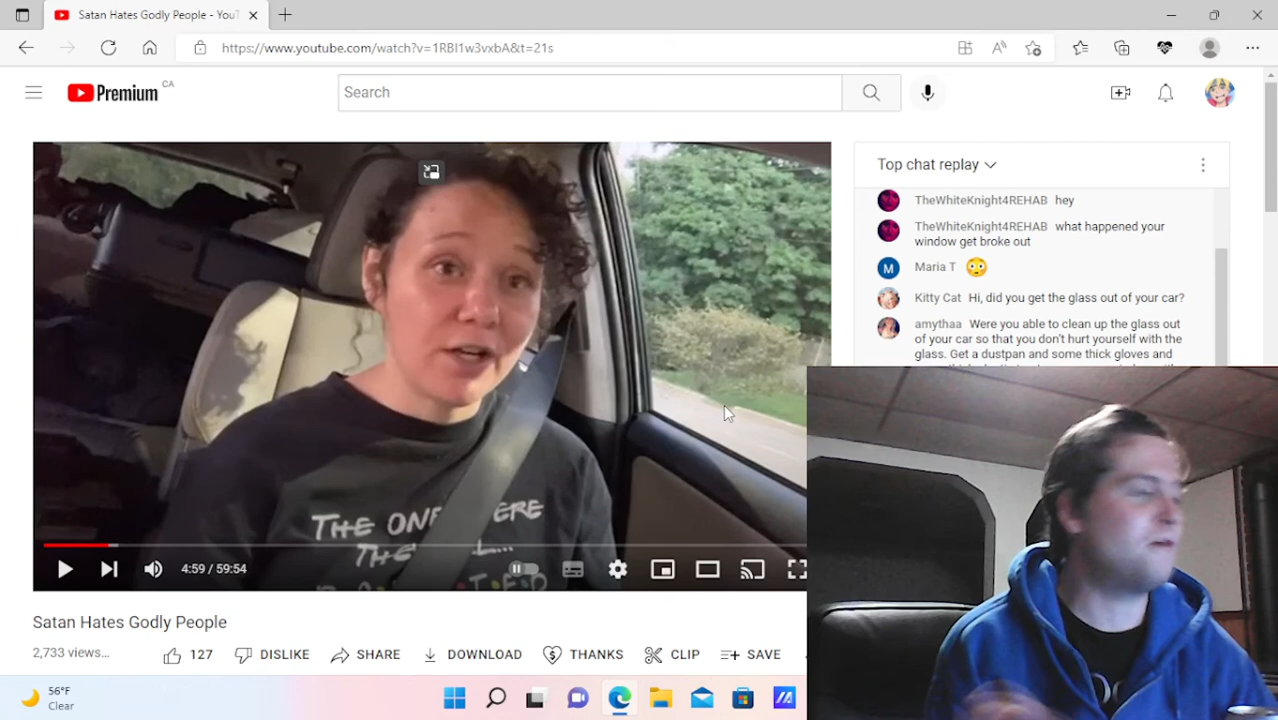 Satan Hates Godly People - YouT
https://www.youtube.com/watch?v=1RBl1w3vxbA&t=21s
Premium CA
Search
Top chat replay
TheWhiteKnight4REHAB hey
TheWhiteKnight4REHAB what happened your
window get broke out
M Maria T
Kitty Cat Hi, did you get the glass out of your car?
amythaa Were you able to clean up the glass out
of your car so that you don't hurt yourself with the
glass. Get a dustpan and some thick gloves and
THE ONE
THE
4:59 / 59:54
Satan Hates Godly People
2,733 views...
127
DISLIKE
SHARE
DOWNLOAD
THANKS
CLIP
SAVE
56°F
Clear